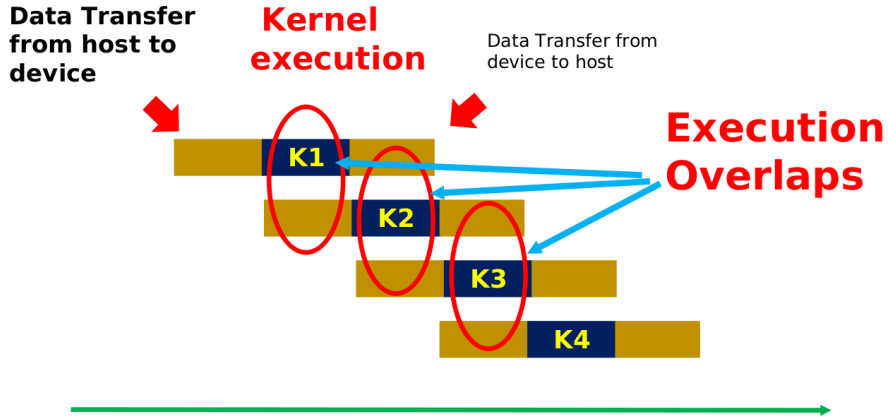 Data Transfer
from host to
device
Kernel
execution
Data Transfer from
device to host
Execution
Overlaps
K1
K2
K3
K4